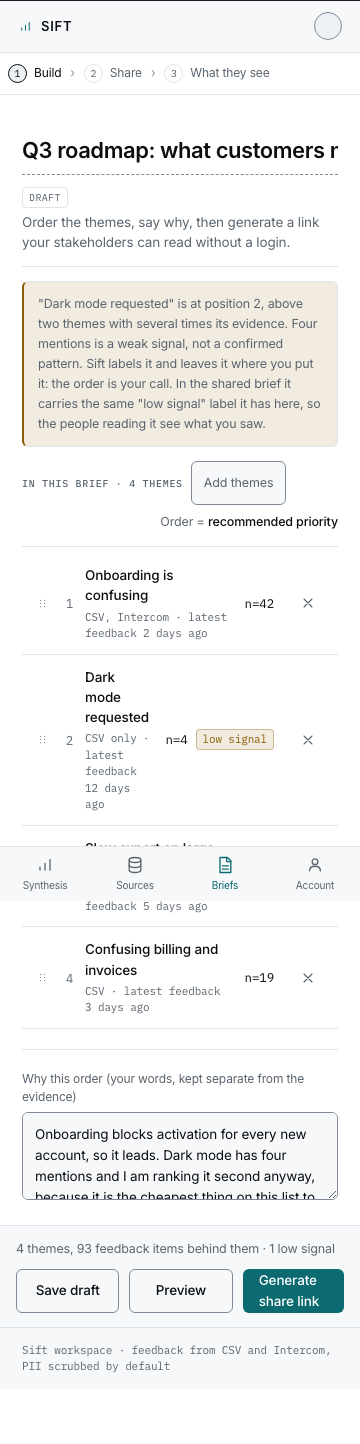 SIFT
1 Build › 2 Share › 3 What they see
Q3 roadmap: what customers r
DRAFT
Order the themes, say why, then generate a link
your stakeholders can read without a login.
"Dark mode requested" is at position 2, above
two themes with several times its evidence. Four
mentions is a weak signal, not a confirmed
pattern. Sift labels it and leaves it where you put
it: the order is your call. In the shared brief it
carries the same "low signal" label it has here, so
the people reading it see what you saw.
IN THIS BRIEF · 4 THEMES
Add themes
Order = recommended priority
1
Onboarding is
confusing
CSV, Intercom · latest
feedback 2 days ago
n=42
2
Dark
mode
requested
CSV only ·
latest
feedback
12 days
ago
n=4 low signal
Synthesis
Sources
Briefs
Account
feedback 5 days ago
4
Confusing billing and
invoices
CSV · latest feedback
3 days ago
n=19
Why this order (your words, kept separate from the
evidence)
Onboarding blocks activation for every new
account, so it leads. Dark mode has four
mentions and I am ranking it second anyway,
because it is the cheapest thing on this list to
4 themes, 93 feedback items behind them · 1 low signal
Save draft
Preview
Generate
share link
Sift workspace · feedback from CSV and Intercom,
PII scrubbed by default